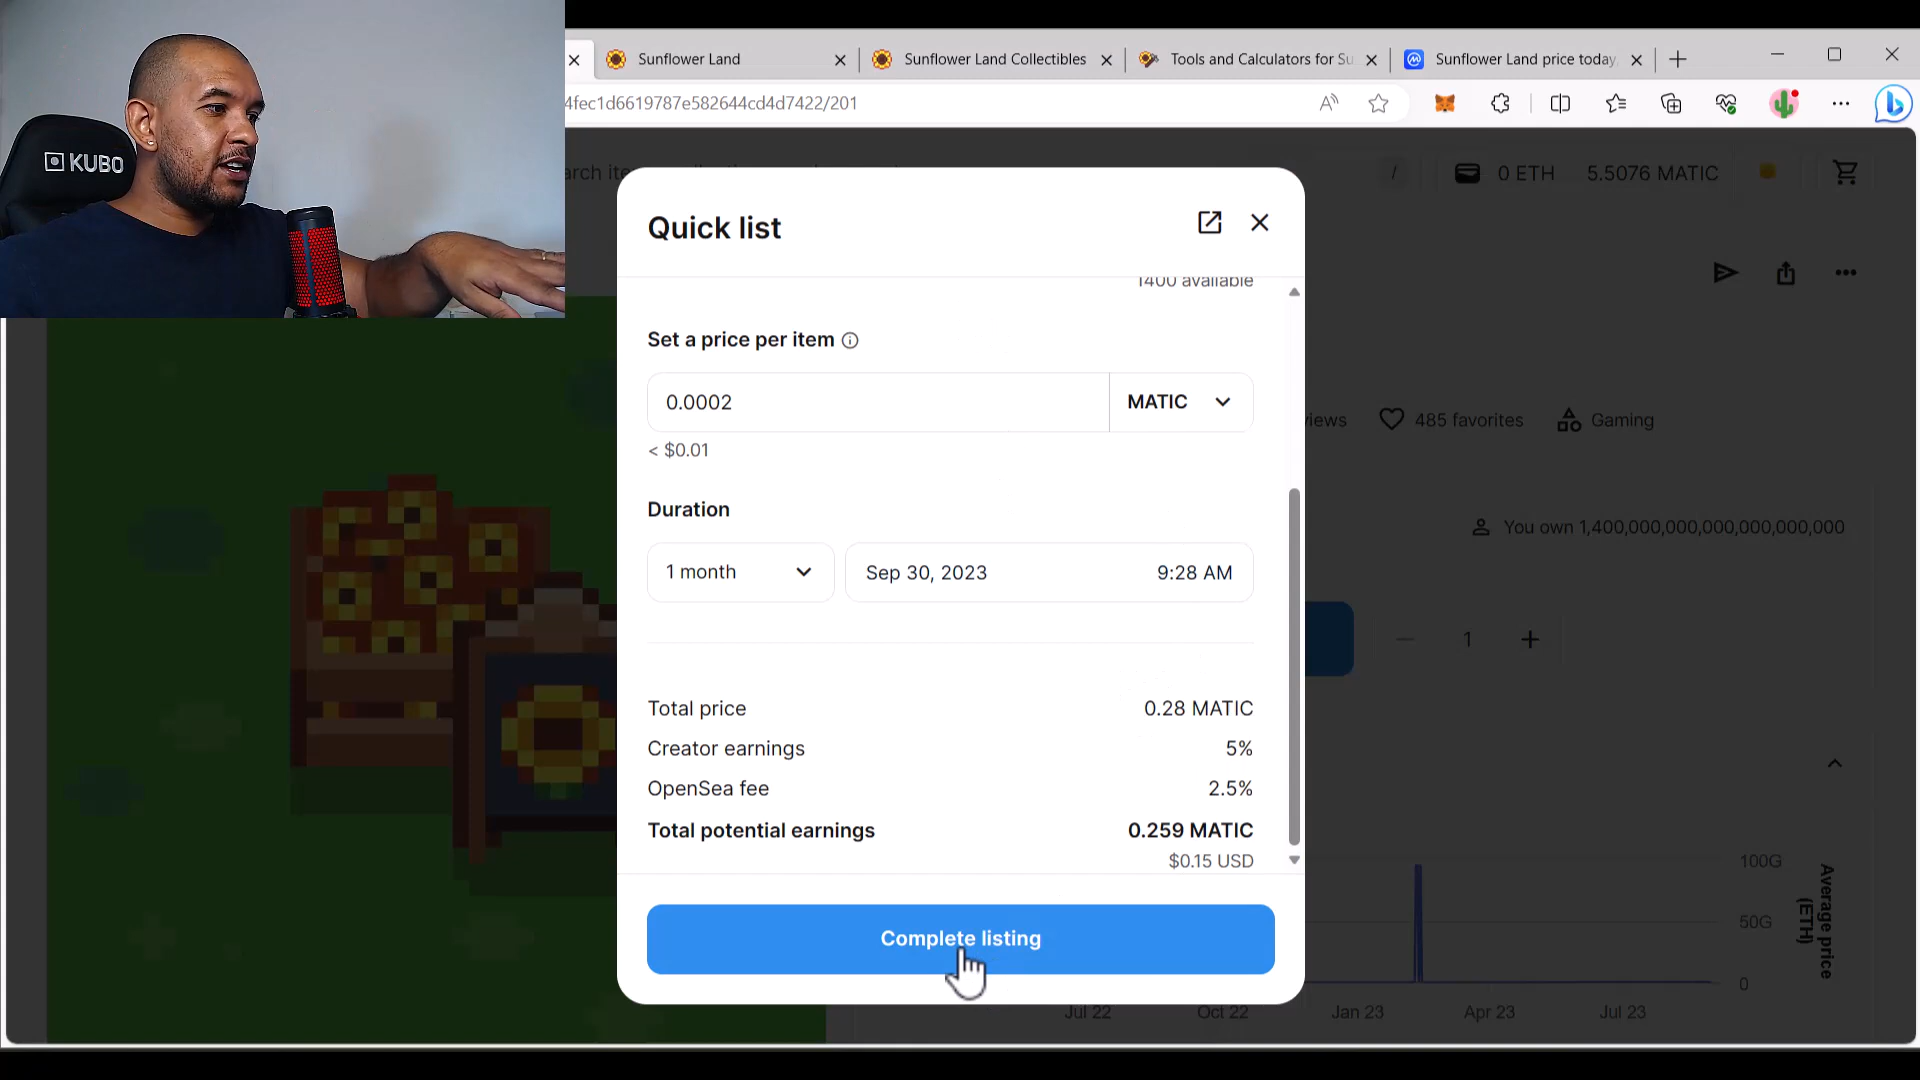 KUBO
Sunflower Land
Sunflower Land Collectibles
Tools and Calculators for Su
Sunflower Land price today,
4fec1d6619787e582644cd4d7422/201
/
0 ETH
5.5076 MATIC
Quick list
1400 available
Set a price per item
0.0002
MATIC
< $0.01
485 favorites
Gaming
Duration
1 month
Sep 30, 2023
9:28 AM
You own 1,400,000,000,000,000,000,000
1
Total price
0.28 MATIC
Creator earnings
5%
OpenSea fee
2.5%
Total potential earnings
0.259 MATIC
$0.15 USD
Complete listing
100G
50G
0
Average price
(ETH)
Jul 22
Oct 22
Jan 23
Apr 23
Jul 23